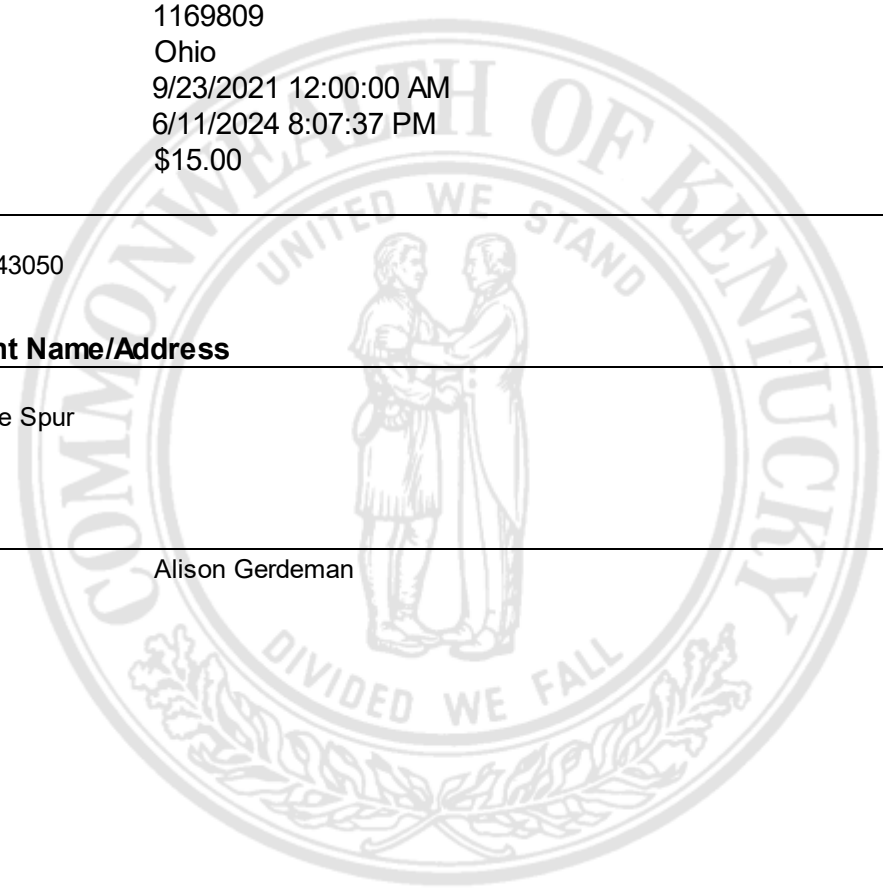 1169809
Ohio
9/23/2021 12:00:00 AM
6/11/2024 8:07:37 PM
$15.00
43050
nt Name/Address
e Spur
Alison Gerdeman
COMMONWEALTH OF KENTUCKY
UNITED WE STAND
DIVIDED WE FALL